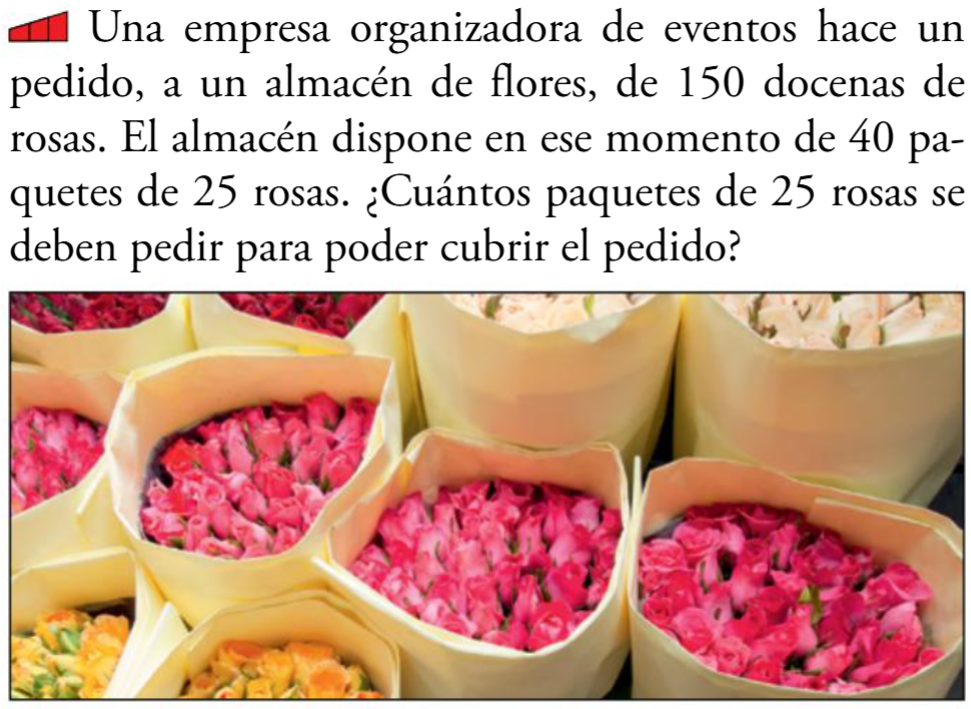 Una empresa organizadora de eventos hace un
pedido, a un almacén de flores, de 150 docenas de
rosas. El almacén dispone en ese momento de 40 pa-
quetes de 25 rosas. ¿Cuántos paquetes de 25 rosas se
deben pedir para poder cubrir el pedido?